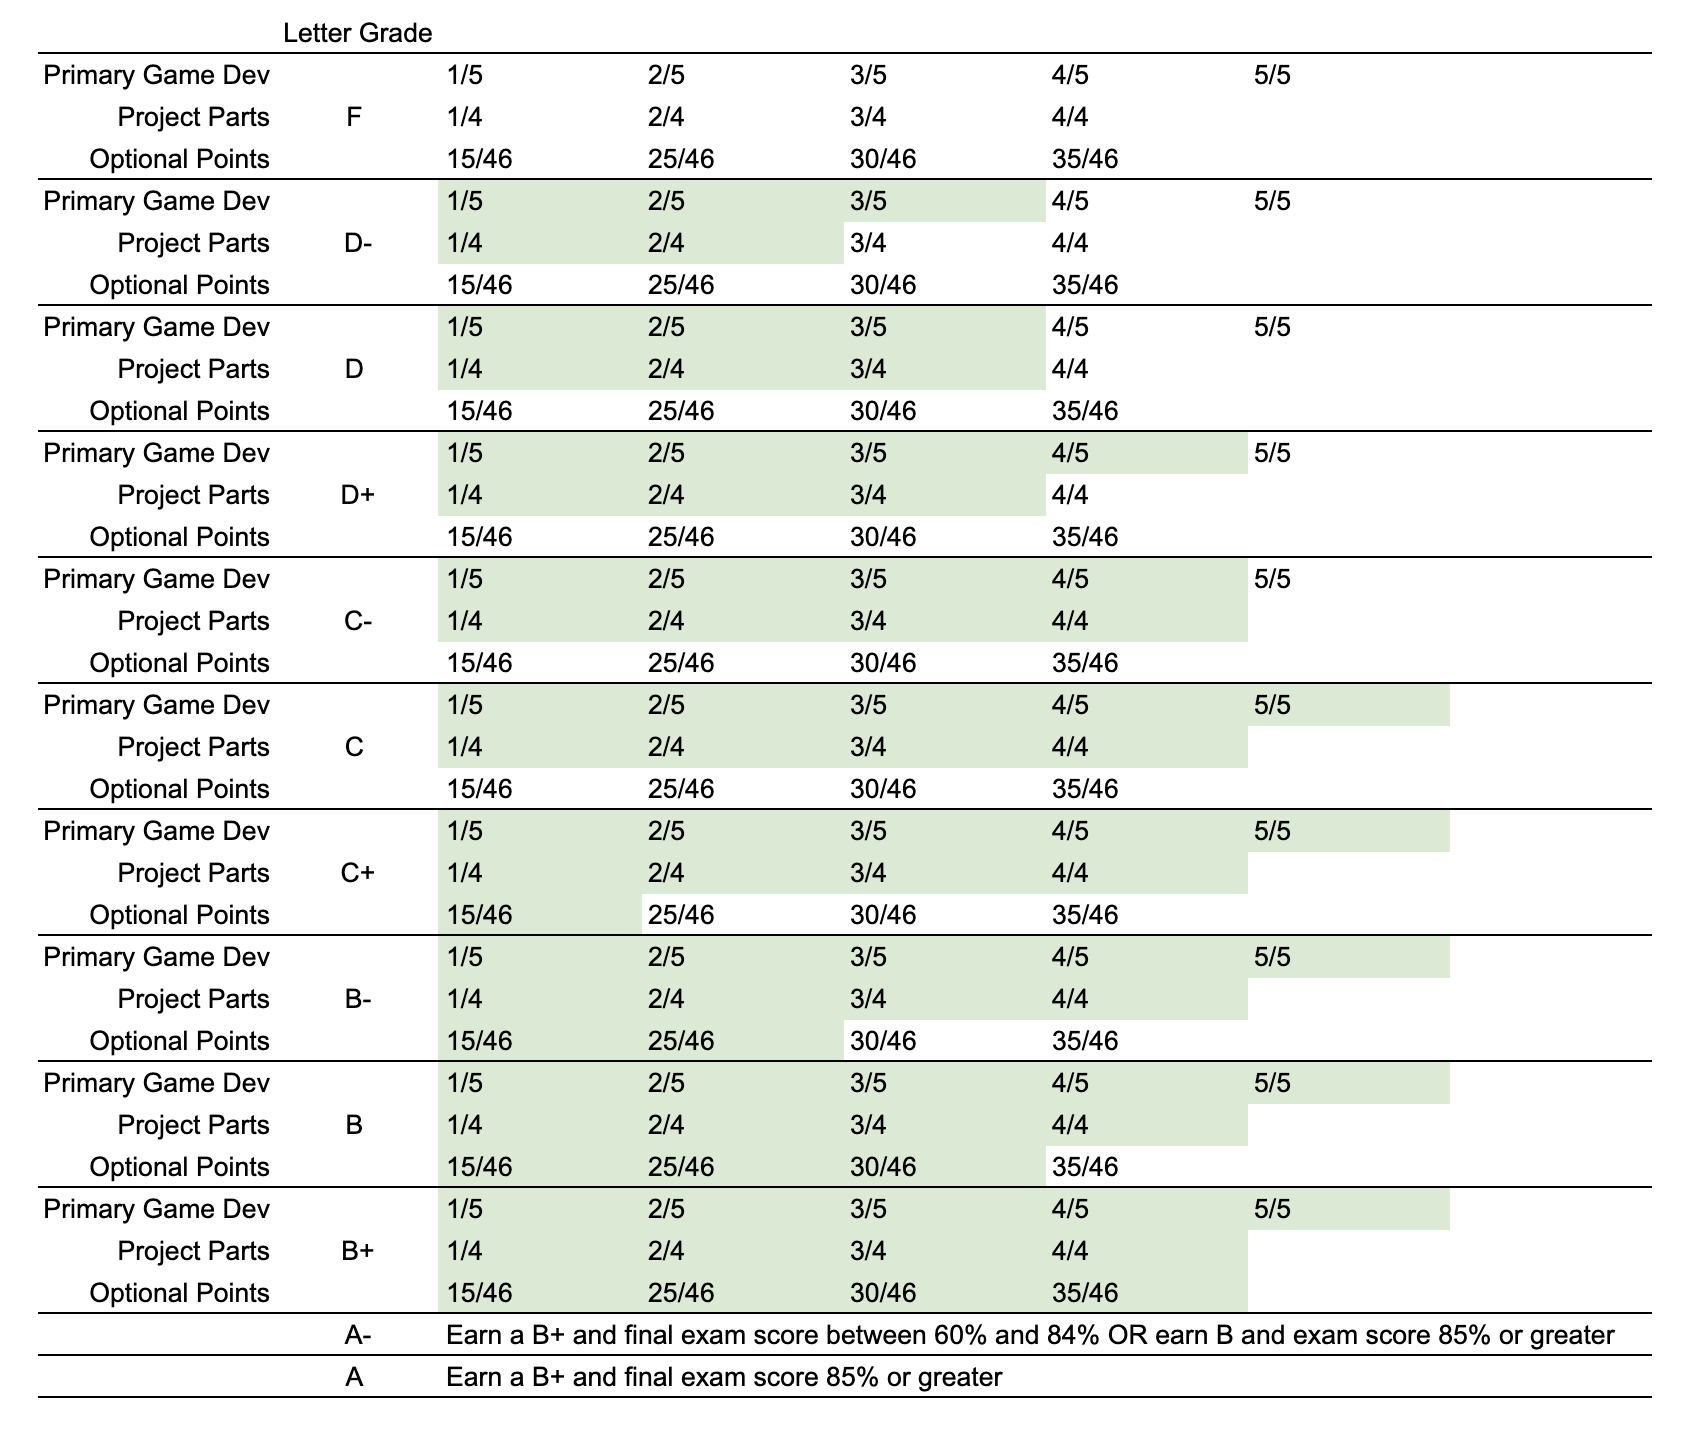 Letter Grade
Primary Game Dev 1/5 2/5 3/5 4/5 5/5
Project Parts F 1/4 2/4 3/4 4/4
Optional Points 15/46 25/46 30/46 35/46
Primary Game Dev 1/5 2/5 3/5 4/5 5/5
Project Parts D- 1/4 2/4 3/4 4/4
Optional Points 15/46 25/46 30/46 35/46
Primary Game Dev 1/5 2/5 3/5 4/5 5/5
Project Parts D 1/4 2/4 3/4 4/4
Optional Points 15/46 25/46 30/46 35/46
Primary Game Dev 1/5 2/5 3/5 4/5 5/5
Project Parts D+ 1/4 2/4 3/4 4/4
Optional Points 15/46 25/46 30/46 35/46
Primary Game Dev 1/5 2/5 3/5 4/5 5/5
Project Parts C- 1/4 2/4 3/4 4/4
Optional Points 15/46 25/46 30/46 35/46
Primary Game Dev 1/5 2/5 3/5 4/5 5/5
Project Parts C 1/4 2/4 3/4 4/4
Optional Points 15/46 25/46 30/46 35/46
Primary Game Dev 1/5 2/5 3/5 4/5 5/5
Project Parts C+ 1/4 2/4 3/4 4/4
Optional Points 15/46 25/46 30/46 35/46
Primary Game Dev 1/5 2/5 3/5 4/5 5/5
Project Parts B- 1/4 2/4 3/4 4/4
Optional Points 15/46 25/46 30/46 35/46
Primary Game Dev 1/5 2/5 3/5 4/5 5/5
Project Parts B 1/4 2/4 3/4 4/4
Optional Points 15/46 25/46 30/46 35/46
Primary Game Dev 1/5 2/5 3/5 4/5 5/5
Project Parts B+ 1/4 2/4 3/4 4/4
Optional Points 15/46 25/46 30/46 35/46
A- Earn a B+ and final exam score between 60% and 84% OR earn B and exam score 85% or greater
A Earn a B+ and final exam score 85% or greater